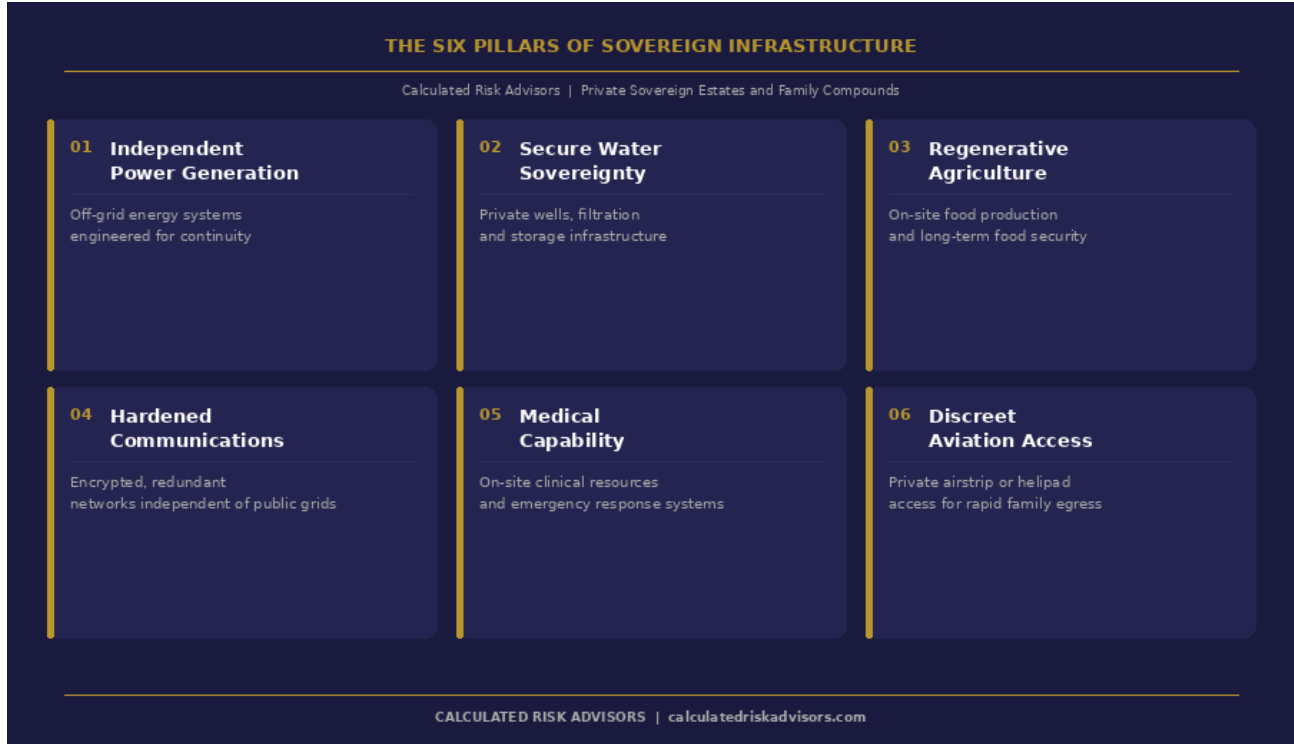 THE SIX PILLARS OF SOVEREIGN INFRASTRUCTURE
Calculated Risk Advisors | Private Sovereign Estates and Family Compounds
01 Independent
Power Generation
Off-grid energy systems
engineered for continuity
02 Secure Water
Sovereignty
Private wells, filtration
and storage infrastructure
03 Regenerative
Agriculture
On-site food production
and long-term food security
04 Hardened
Communications
Encrypted, redundant
networks independent of public grids
05 Medical
Capability
On-site clinical resources
and emergency response systems
06 Discreet
Aviation Access
Private airstrip or helipad
access for rapid family egress
CALCULATED RISK ADVISORS | calculatedriskadvisors.com